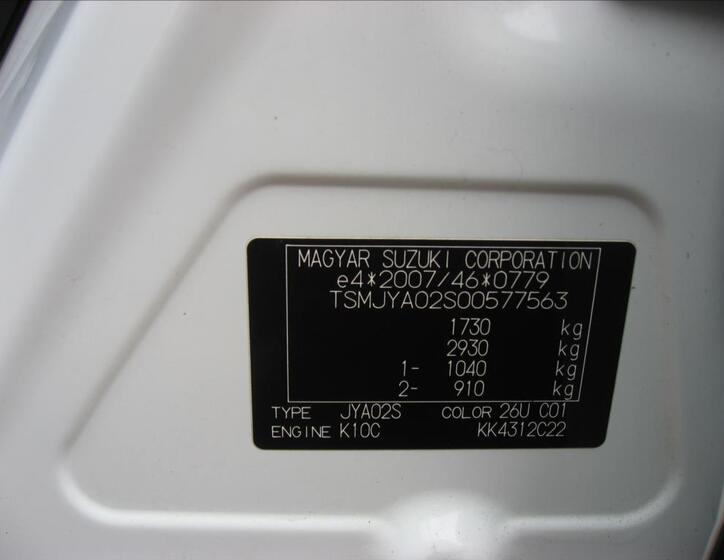 MAGYAR SUZUKI CORPORATION
e4*2007/46*0779
TSMJYA02S00577563
1730 kg
2930 kg
1- 1040 kg
2- 910 kg
TYPE JYA02S COLOR 26U C01
ENGINE K10C KK4312C22